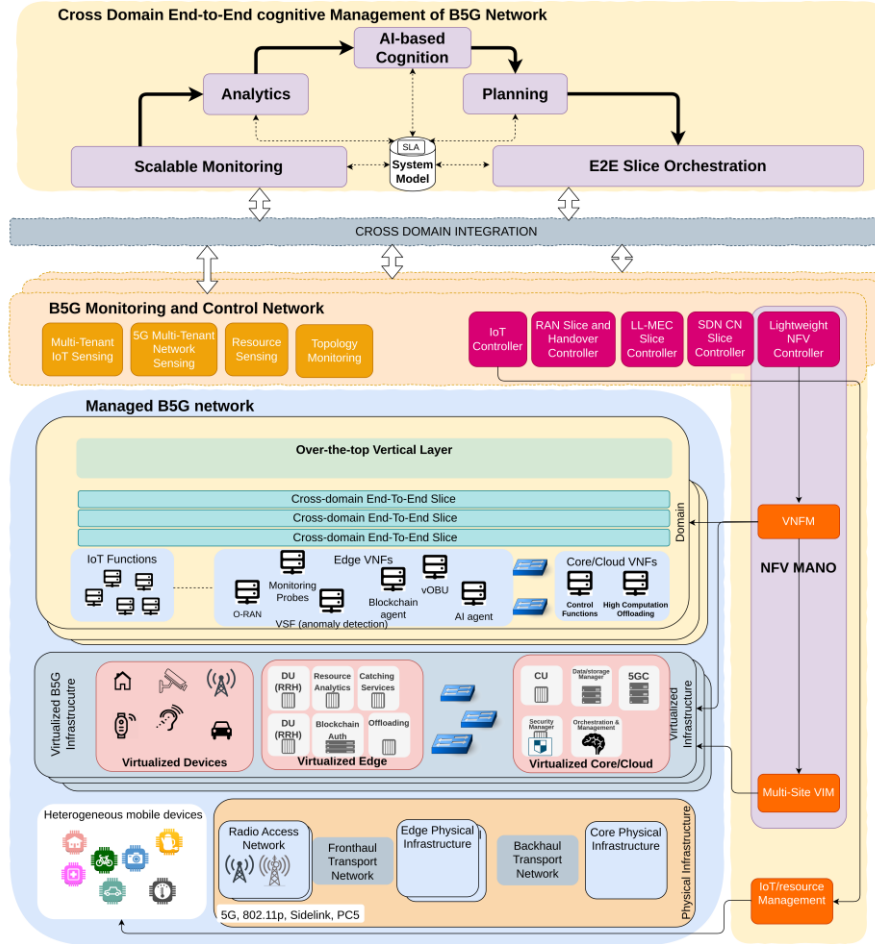 Cross Domain End-to-End cognitive Management of B5G Network
AI-based
Cognition
Analytics
Planning
SLA
System
Model
Scalable Monitoring
E2E Slice Orchestration
CROSS DOMAIN INTEGRATION
B5G Monitoring and Control Network
Multi-Tenant
IoT Sensing
5G Multi-Tenant
Network
Sensing
Resource
Sensing
Topology
Monitoring
IoT
Controller
RAN Slice and
Handover
Controller
LL-MEC
Slice
Controller
SDN CN
Slice
Controller
Lightweight
NFV
Controller
Managed B5G network
Over-the-top Vertical Layer
Cross-domain End-To-End Slice
Cross-domain End-To-End Slice
Cross-domain End-To-End Slice
Domain
IoT Functions
Edge VNFs
Monitoring
Probes
O-RAN
VSF (anomaly detection)
Blockchain
agent
vOBU
AI agent
Core/Cloud VNFs
Control
Functions
High Computation
Offloading
VNFM
NFV MANO
Virtualized B5G
Infrastrucutre
Virtualized Devices
DU
(RRH)
Resource
Analytics
Catching
Services
DU
(RRH)
Blockchain
Auth
Offloading
Virtualized Edge
CU
Data/storage
Manager
5GC
Security
Manager
Orchestration & Management
Virtualized Core/Cloud
Virtualized
Infrastructure
Multi-Site VIM
Heterogeneous mobile devices
Radio Access
Network
Fronthaul
Transport
Network
Edge Physical
Infrastructure
Backhaul
Transport
Network
Core Physical
Infrastructure
5G, 802.11p, Sidelink, PC5
Physical Infrastructure
IoT/resource
Management